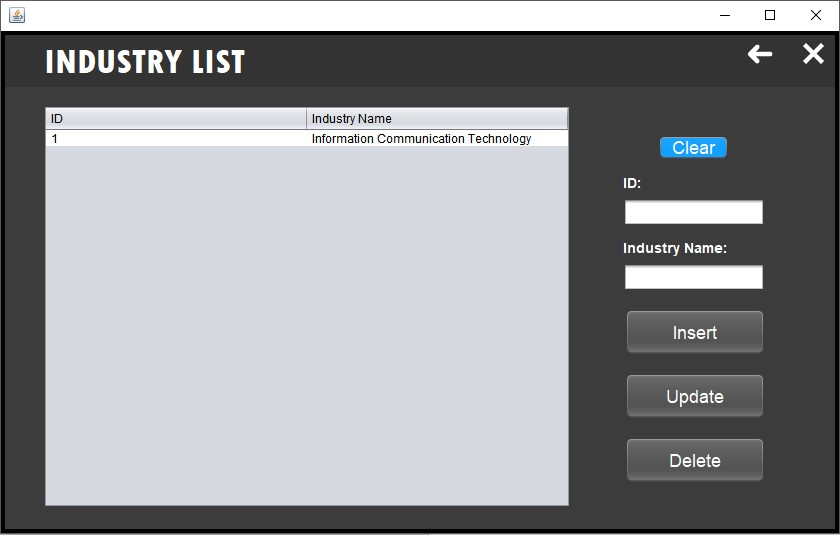 INDUSTRY LIST
ID Industry Name
1 Information Communication Technology
Clear
ID:
Industry Name:
Insert
Update
Delete